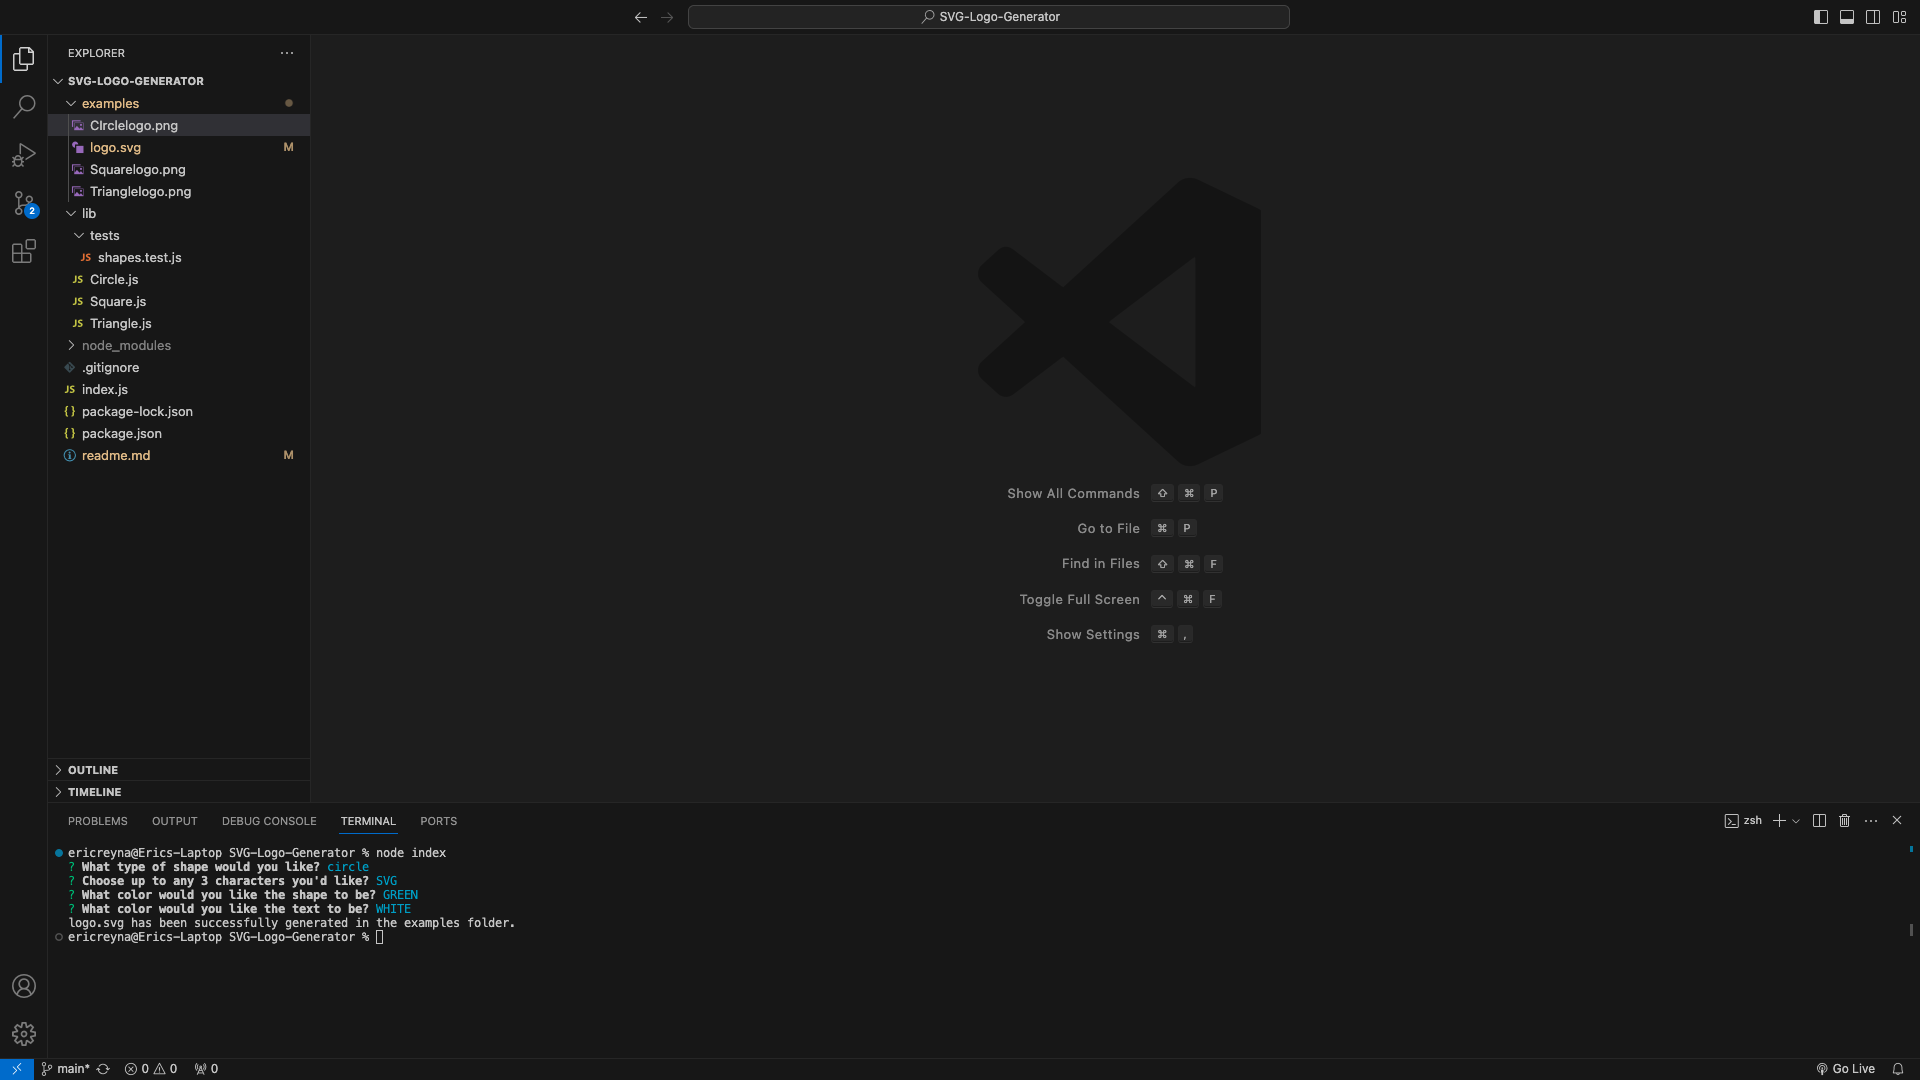 SVG-Logo-Generator
EXPLORER
SVG-LOGO-GENERATOR
examples
CIrclelogo.png
logo.svg M
Squarelogo.png
Trianglelogo.png
2
lib
tests
JS shapes.test.js
JS Circle.js
JS Square.js
JS Triangle.js
node_modules
.gitignore
JS index.js
{} package-lock.json
{} package.json
readme.md M
Show All Commands ⇧ ⌘ P
Go to File ⌘ P
Find in Files ⇧ ⌘ F
Toggle Full Screen ^ ⌘ F
Show Settings ⌘ ,
OUTLINE
TIMELINE
PROBLEMS OUTPUT DEBUG CONSOLE TERMINAL PORTS
zsh
ericreyna@Erics-Laptop SVG-Logo-Generator % node index
? What type of shape would you like? circle
? Choose up to any 3 characters you'd like? SVG
? What color would you like the shape to be? GREEN
? What color would you like the text to be? WHITE
logo.svg has been successfully generated in the examples folder.
ericreyna@Erics-Laptop SVG-Logo-Generator %
main* 0 0 0 Go Live